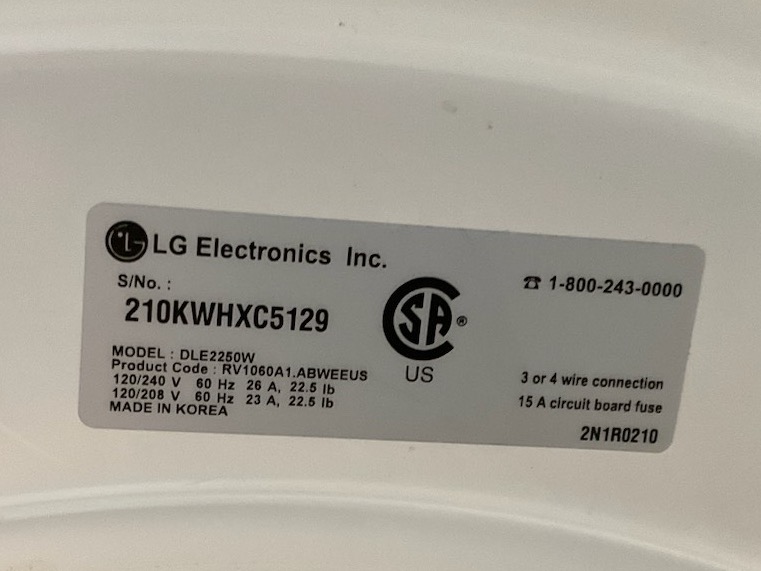 LG LG Electronics Inc.
S/No. :
210KWHXC5129
MODEL : DLE2250W
Product Code : RV1060A1.ABWEEUS
120/240 V 60 Hz 26 A, 22.5 lb
120/208 V 60 Hz 23 A, 22.5 lb
MADE IN KOREA
SA®
US
☎ 1-800-243-0000
3 or 4 wire connection
15 A circuit board fuse
2N1R0210